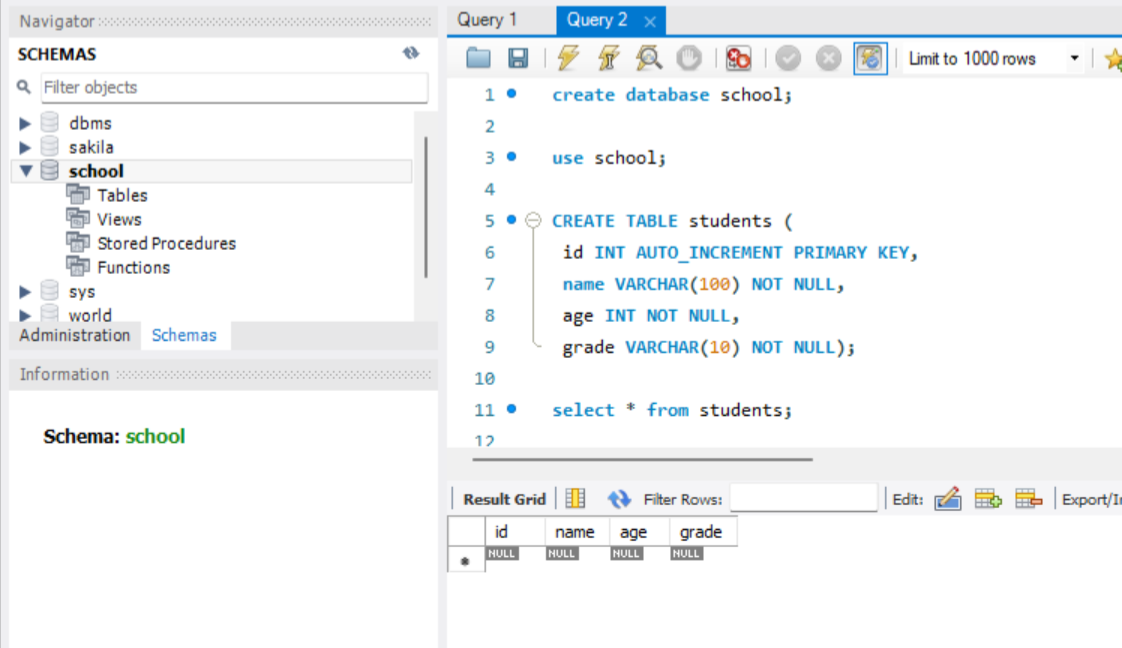 Navigator
SCHEMAS
Filter objects
dbms
sakila
school
Tables
Views
Stored Procedures
Functions
sys
world
Administration Schemas
Information
Schema: school
Query 1 Query 2
Limit to 1000 rows
1 create database school;
2
3 use school;
4
5 CREATE TABLE students (
6 id INT AUTO_INCREMENT PRIMARY KEY,
7 name VARCHAR(100) NOT NULL,
8 age INT NOT NULL,
9 grade VARCHAR(10) NOT NULL);
10
11 select * from students;
12
Result Grid Filter Rows: Edit: Export/I
id name age grade
* NULL NULL NULL NULL